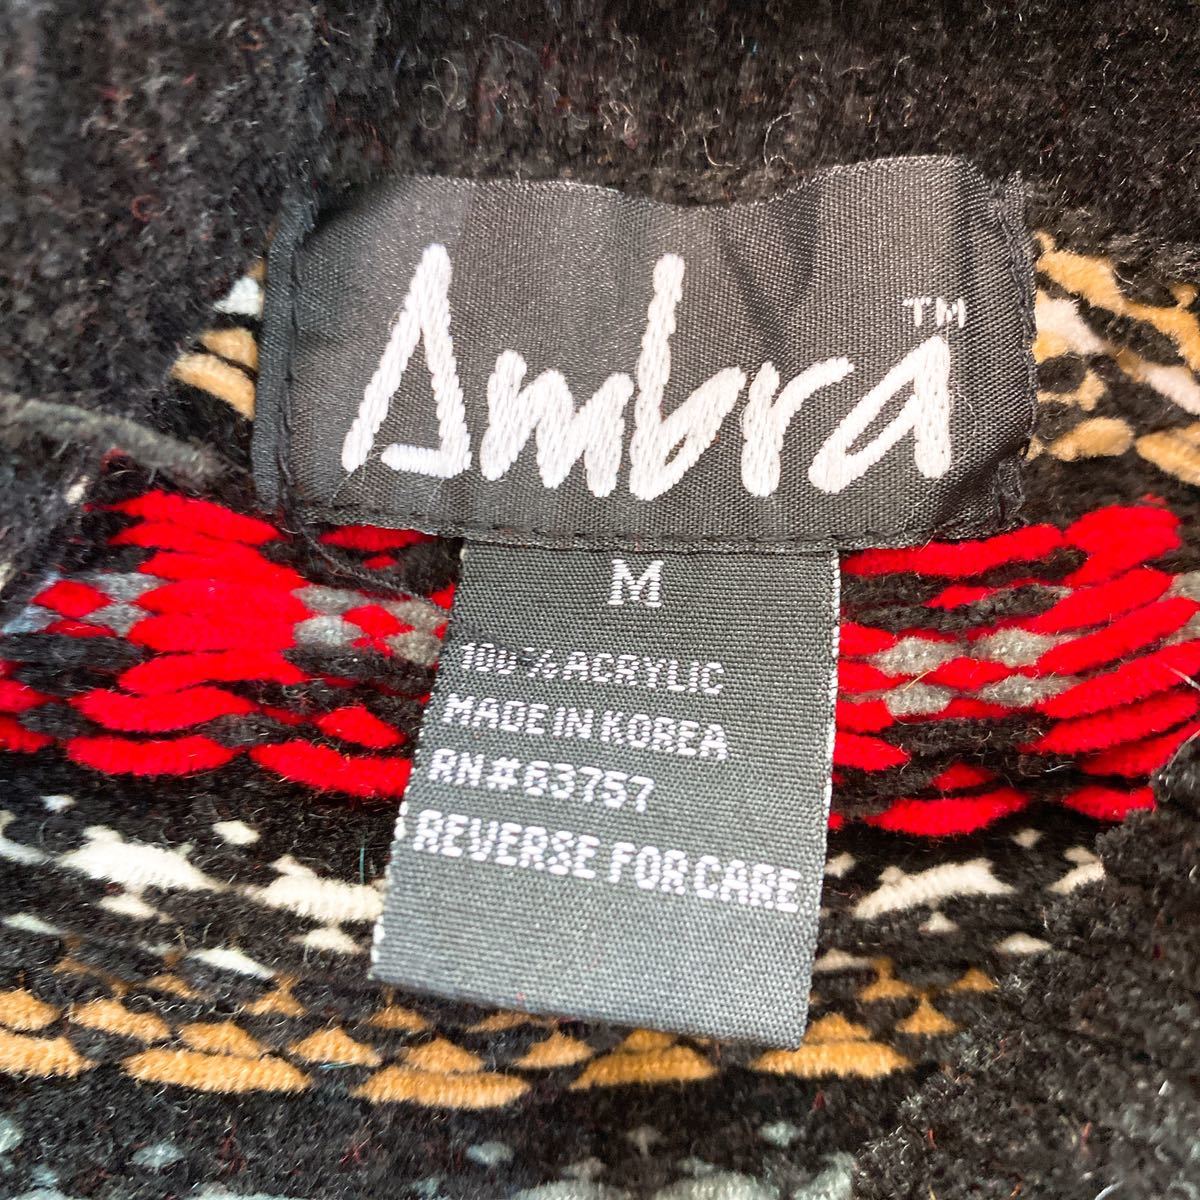 Ambra™
M
100% ACRYLIC
MADE IN KOREA
RN#63757
REVERSE FOR CARE